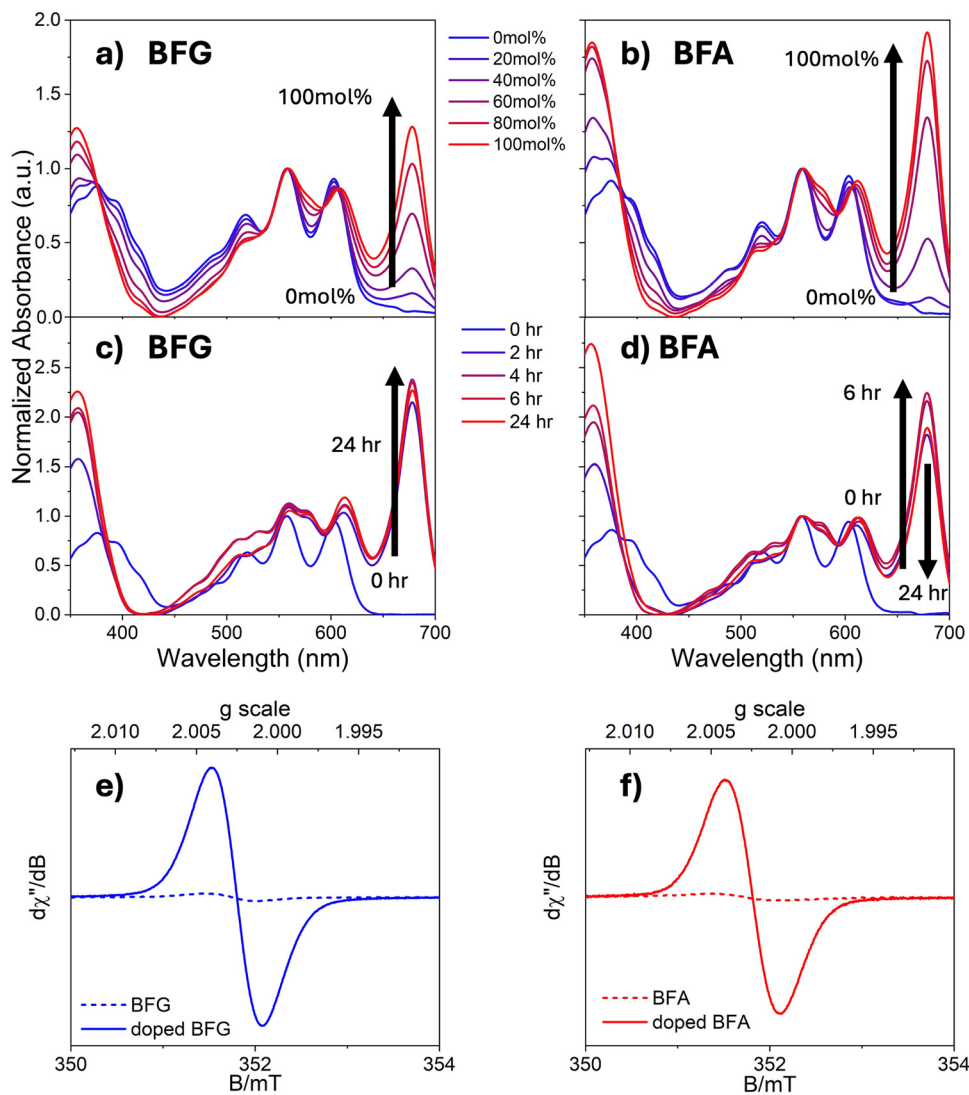 a) BFG
100mol%
0mol%
0mol%
20mol%
40mol%
60mol%
80mol%
100mol%
b) BFA
100mol%
0mol%
2.0
1.5
1.0
0.5
0.0
Normalized Absorbance (a.u.)
c) BFG
24 hr
0 hr
0 hr
2 hr
4 hr
6 hr
24 hr
d) BFA
6 hr
0 hr
24 hr
2.5
2.0
1.5
1.0
0.5
0.0
400 500 600 700
Wavelength (nm)
400 500 600 700
Wavelength (nm)
g scale
2.010 2.005 2.000 1.995
e)
dχ"/dB
BFG
doped BFG
350 352 354
B/mT
g scale
2.010 2.005 2.000 1.995
f)
dχ"/dB
BFA
doped BFA
350 352 354
B/mT